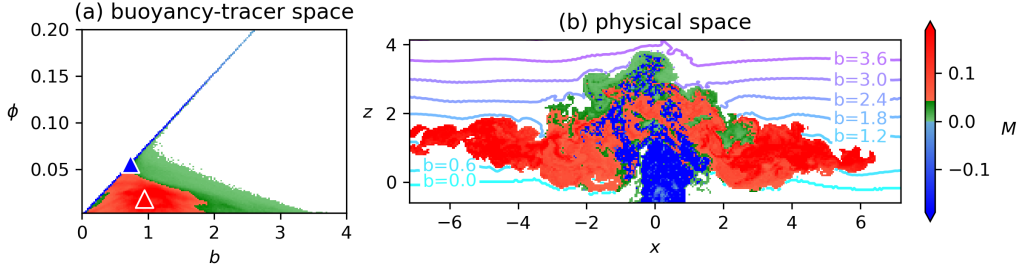 (a) buoyancy-tracer space
ϕ
0.20
0.15
0.10
0.05
0
1
2
3
4
b
(b) physical space
z
4
2
0
b=3.6
b=3.0
b=2.4
b=1.8
b=1.2
b=0.6
b=0.0
−6
−4
−2
0
2
4
6
x
0.1
0.0
−0.1
M